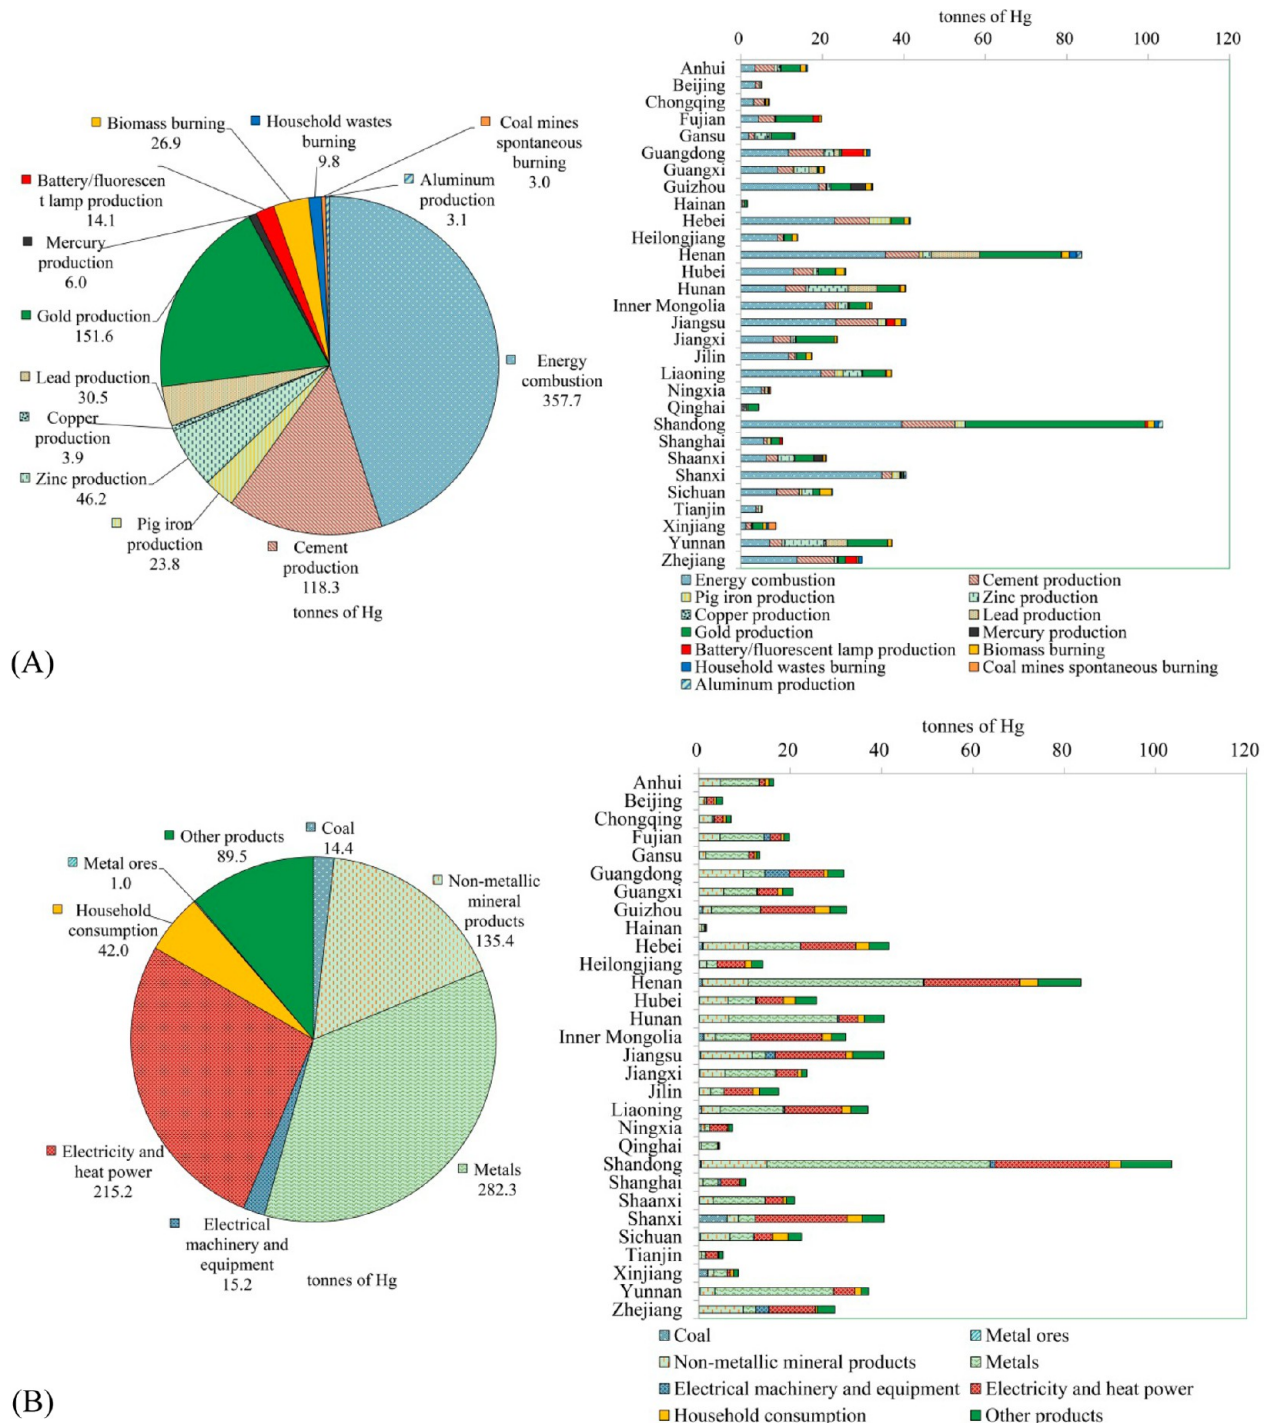 tonnes of Hg
0 20 40 60 80 100 120
Biomass burning
26.9
Household wastes
burning
9.8
Coal mines
spontaneous
burning
3.0
Battery/fluorescen
t lamp production
14.1
Aluminum
production
3.1
Mercury
production
6.0
Gold production
151.6
Energy
combustion
357.7
Lead production
30.5
Copper
production
3.9
Zinc production
46.2
Pig iron
production
23.8
Cement
production
118.3
tonnes of Hg
(A)
Anhui
Beijing
Chongqing
Fujian
Gansu
Guangdong
Guangxi
Guizhou
Hainan
Hebei
Heilongjiang
Henan
Hubei
Hunan
Inner Mongolia
Jiangsu
Jiangxi
Jilin
Liaoning
Ningxia
Qinghai
Shandong
Shanghai
Shaanxi
Shanxi
Sichuan
Tianjin
Xinjiang
Yunnan
Zhejiang
Energy combustion Cement production
Pig iron production Zinc production
Copper production Lead production
Gold production Mercury production
Battery/fluorescent lamp production Biomass burning
Household wastes burning Coal mines spontaneous burning
Aluminum production
tonnes of Hg
0 20 40 60 80 100 120
Other products
89.5
Coal
14.4
Metal ores
1.0
Non-metallic
mineral
products
135.4
Household
consumption
42.0
Electricity and
heat power
215.2
Metals
282.3
Electrical
machinery and
equipment
15.2
tonnes of Hg
(B)
Anhui
Beijing
Chongqing
Fujian
Gansu
Guangdong
Guangxi
Guizhou
Hainan
Hebei
Heilongjiang
Henan
Hubei
Hunan
Inner Mongolia
Jiangsu
Jiangxi
Jilin
Liaoning
Ningxia
Qinghai
Shandong
Shanghai
Shaanxi
Shanxi
Sichuan
Tianjin
Xinjiang
Yunnan
Zhejiang
Coal Metal ores
Non-metallic mineral products Metals
Electrical machinery and equipment Electricity and heat power
Household consumption Other products